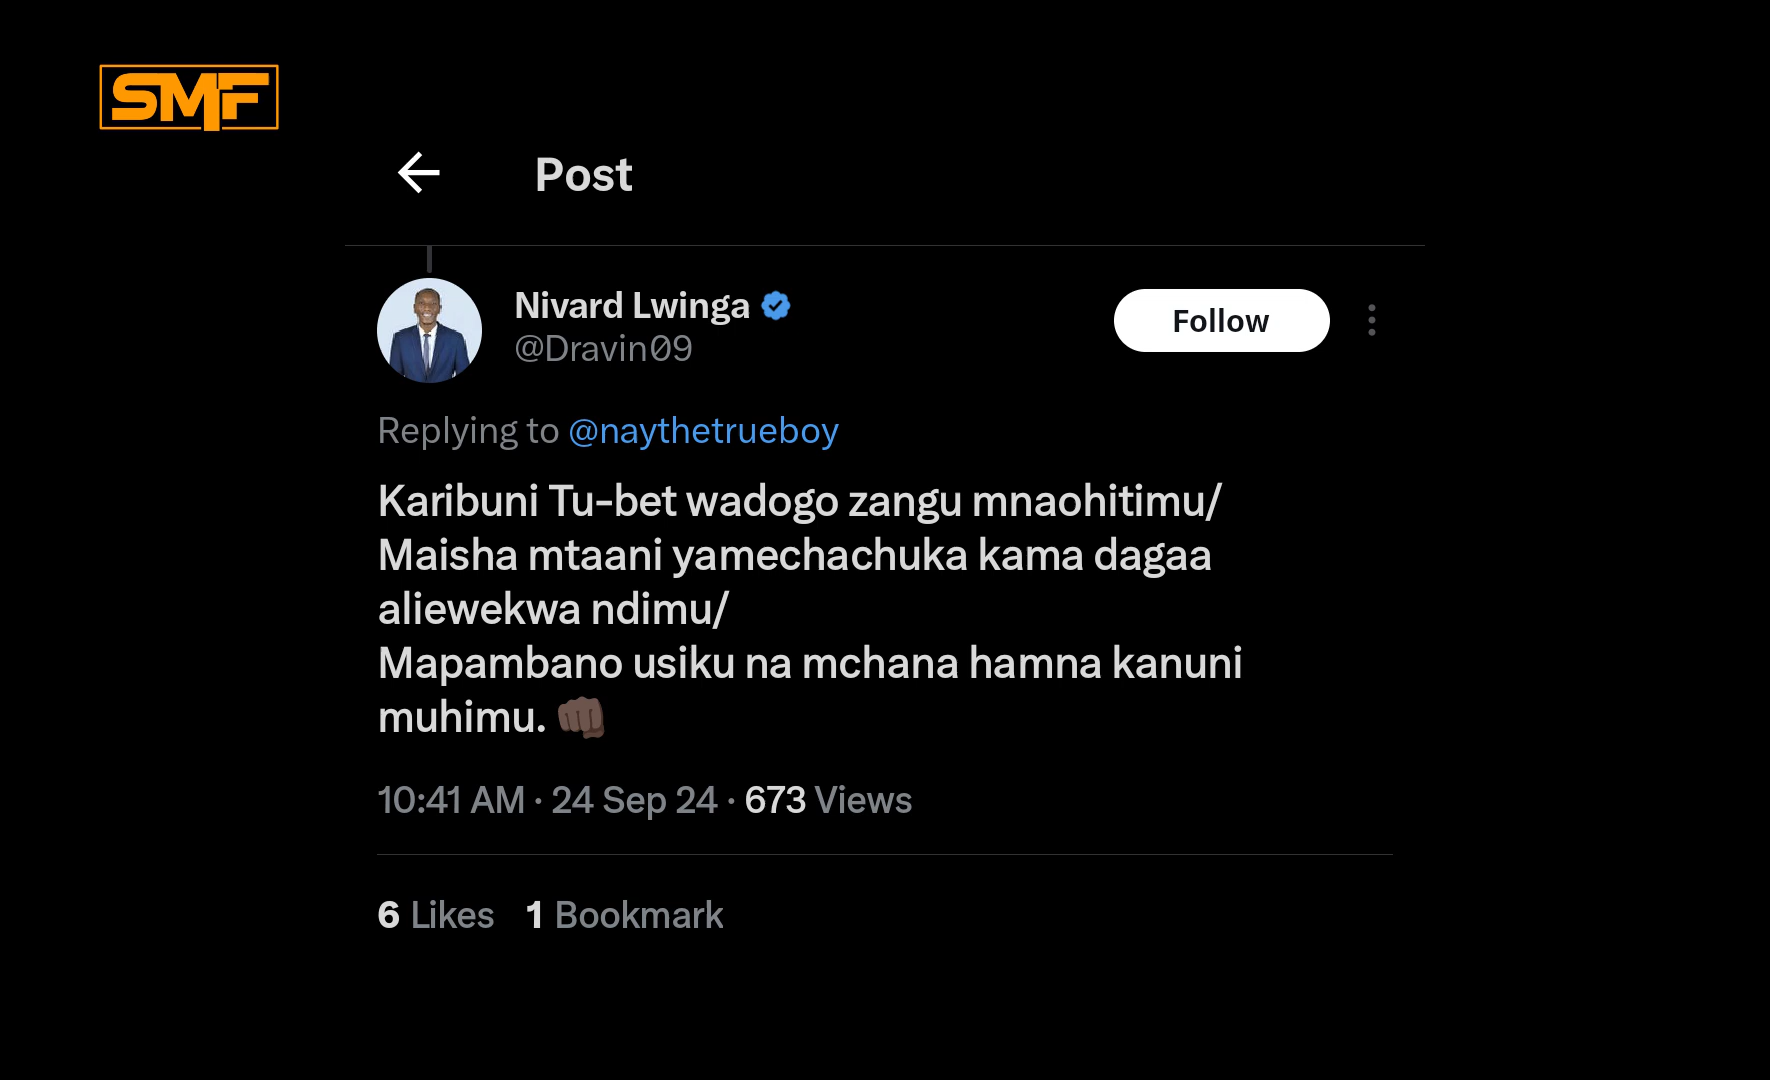 SMF
Post
Nivard Lwinga
@Dravin09
Follow
Replying to @naythetrueboy
Karibuni Tu-bet wadogo zangu mnaohitimu/
Maisha mtaani yamechachuka kama dagaa
aliewekwa ndimu/
Mapambano usiku na mchana hamna kanuni
muhimu. 👊🏿
10:41 AM · 24 Sep 24 · 673 Views
6 Likes 1 Bookmark